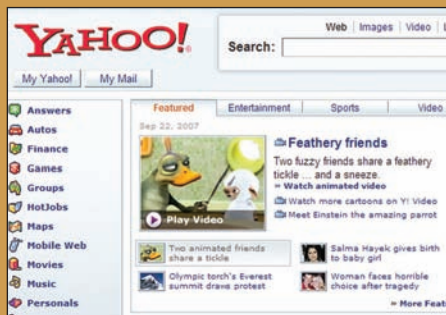 YAHOO!
Web | Images | Video |
Search:
My Yahoo!
My Mail
Answers
Autos
Finance
Games
Groups
HotJobs
Maps
Mobile Web
Movies
Music
Personals
Featured
Entertainment
Sports
Video
Sep 22, 2007
Play Video
Feathery friends
Two fuzzy friends share a feathery
tickle ... and a sneeze.
» Watch animated video
Watch more cartoons on Y! Video
Meet Einstein the amazing parrot
Two animated friends
share a tickle
Salma Hayek gives birth
to baby girl
Olympic torch's Everest
summit draws protest
Woman faces horrible
choice after tragedy
» More Feat